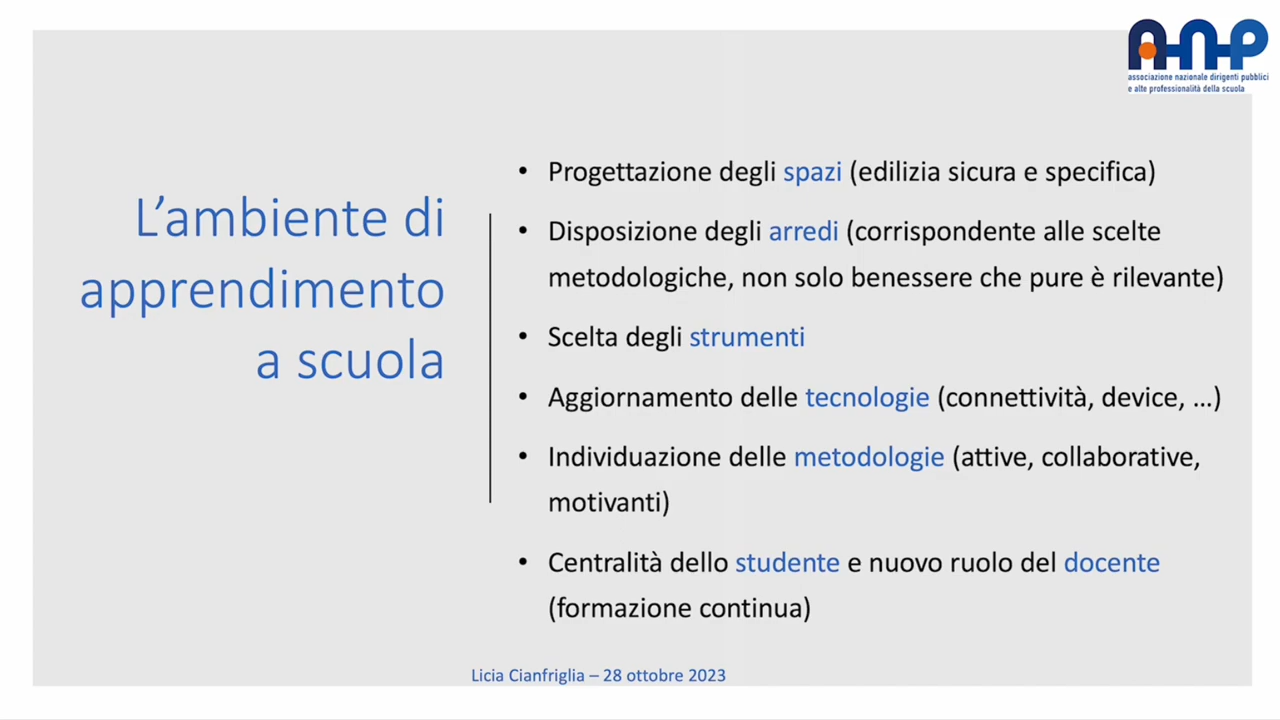 ANP
associazione nazionale dirigenti pubblici
e alte professionalità della scuola
L’ambiente di
apprendimento
a scuola
• Progettazione degli spazi (edilizia sicura e specifica)
• Disposizione degli arredi (corrispondente alle scelte
metodologiche, non solo benessere che pure è rilevante)
• Scelta degli strumenti
• Aggiornamento delle tecnologie (connettività, device, …)
• Individuazione delle metodologie (attive, collaborative,
motivanti)
• Centralità dello studente e nuovo ruolo del docente
(formazione continua)
Licia Cianfriglia – 28 ottobre 2023